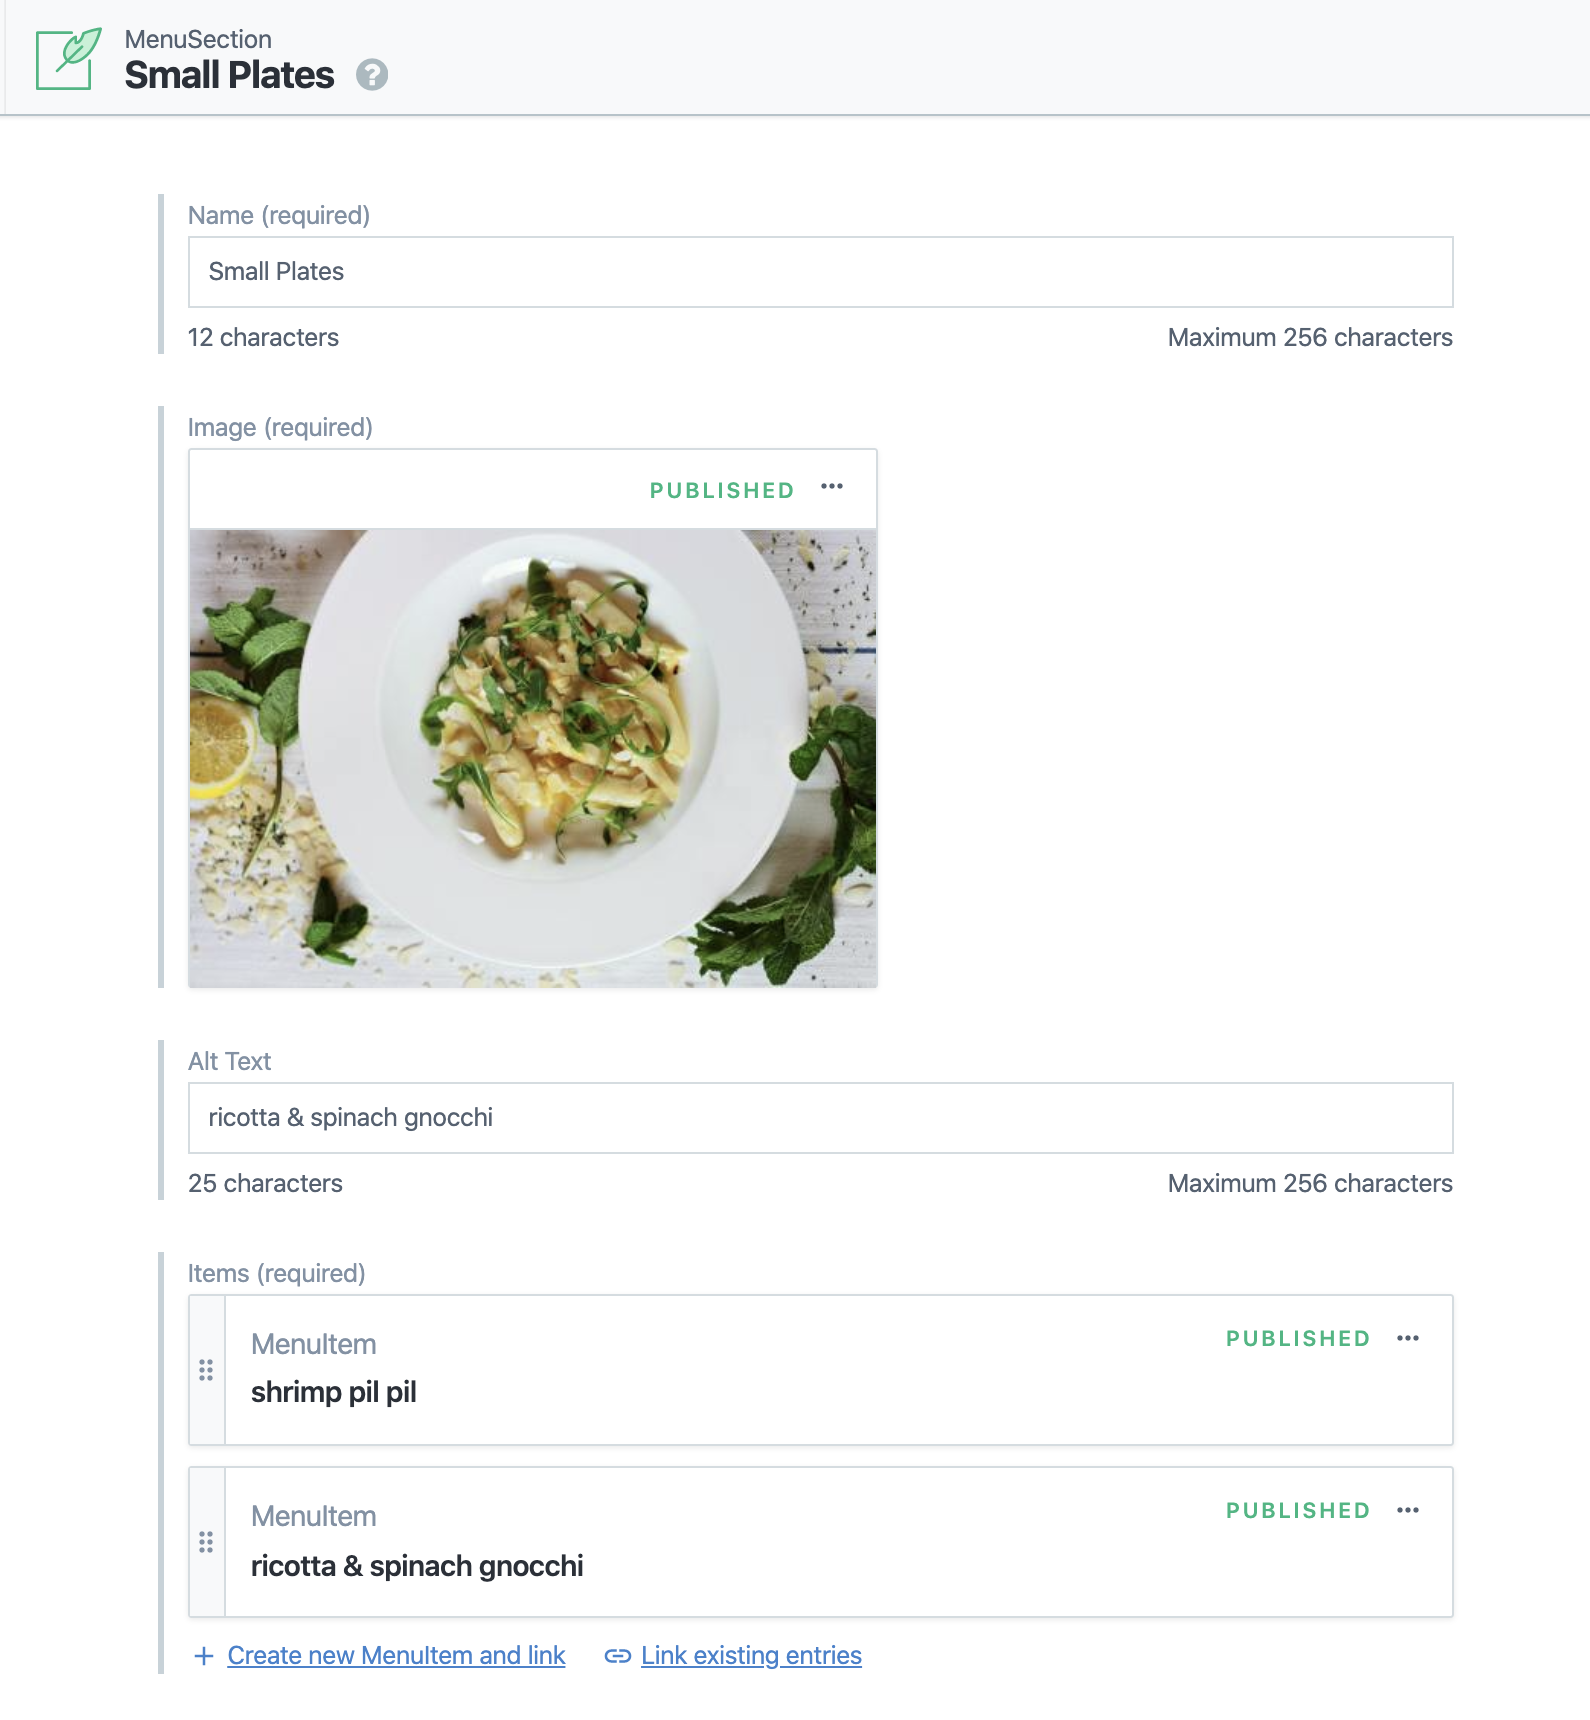 MenuSection
Small Plates
?
Name (required)
Small Plates
12 characters
Maximum 256 characters
Image (required)
PUBLISHED
Alt Text
ricotta & spinach gnocchi
25 characters
Maximum 256 characters
Items (required)
MenuItem
PUBLISHED
shrimp pil pil
MenuItem
PUBLISHED
ricotta & spinach gnocchi
Create new MenuItem and link
Link existing entries